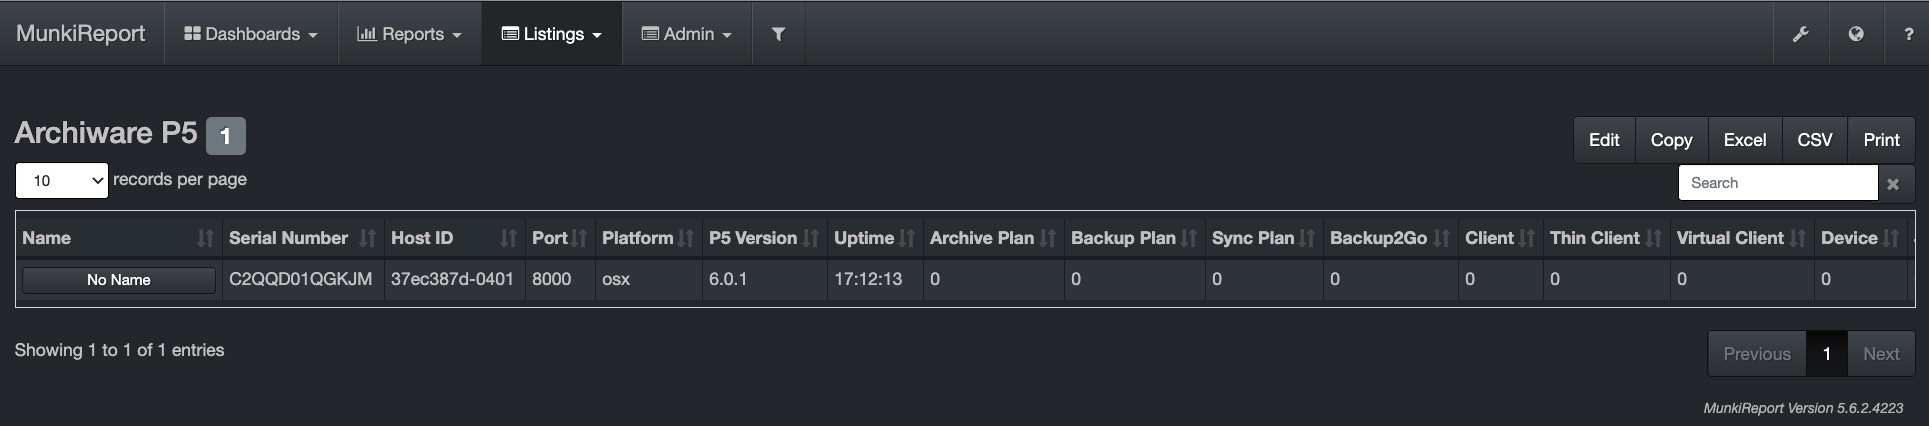 MunkiReport Dashboards Reports Listings Admin ?
Archiware P5 1
Edit Copy Excel CSV Print
10 records per page
Search
Name Serial Number Host ID Port Platform P5 Version Uptime Archive Plan Backup Plan Sync Plan Backup2Go Client Thin Client Virtual Client Device
No Name C2QQD01QGKJM 37ec387d-0401 8000 osx 6.0.1 17:12:13 0 0 0 0 0 0 0 0
Showing 1 to 1 of 1 entries
Previous 1 Next
MunkiReport Version 5.6.2.4223